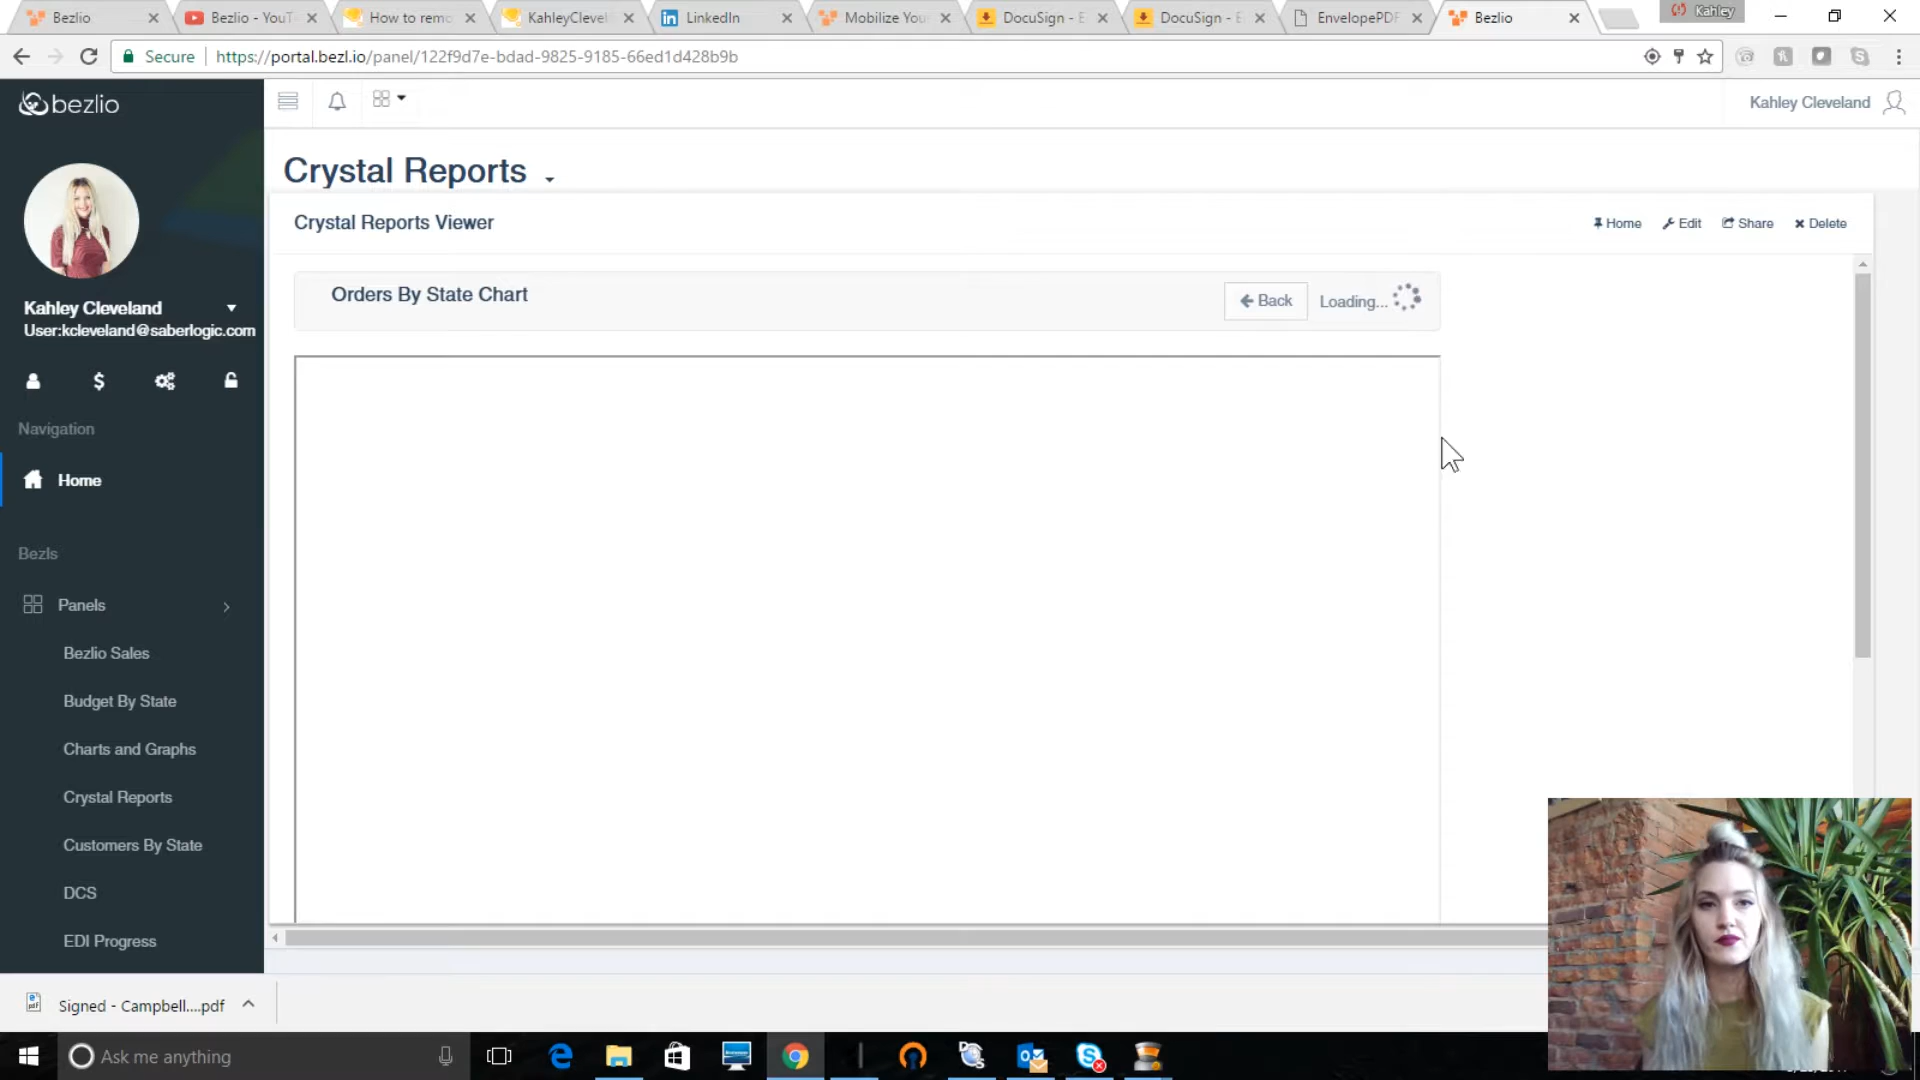 Bezlio
Bezlio - YouT
How to remo
KahleyClevel
LinkedIn
Mobilize You
DocuSign - E
DocuSign - E
EnvelopePDF
Bezlio
Kahley
Secure
https://portal.bezl.io/panel/122f9d7e-bdad-9825-9185-66ed1d428b9b
bezlio
Kahley Cleveland
Crystal Reports
Crystal Reports Viewer
Home
Edit
Share
Delete
Orders By State Chart
Back
Loading...
Kahley Cleveland
User:kcleveland@saberlogic.com
Navigation
Home
Bezls
Panels
Bezlio Sales
Budget By State
Charts and Graphs
Crystal Reports
Customers By State
DCS
EDI Progress
Signed - Campbell....pdf
Ask me anything